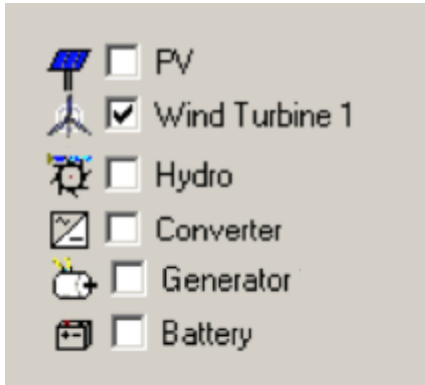 PV
Wind Turbine 1
Hydro
Converter
Generator
Battery